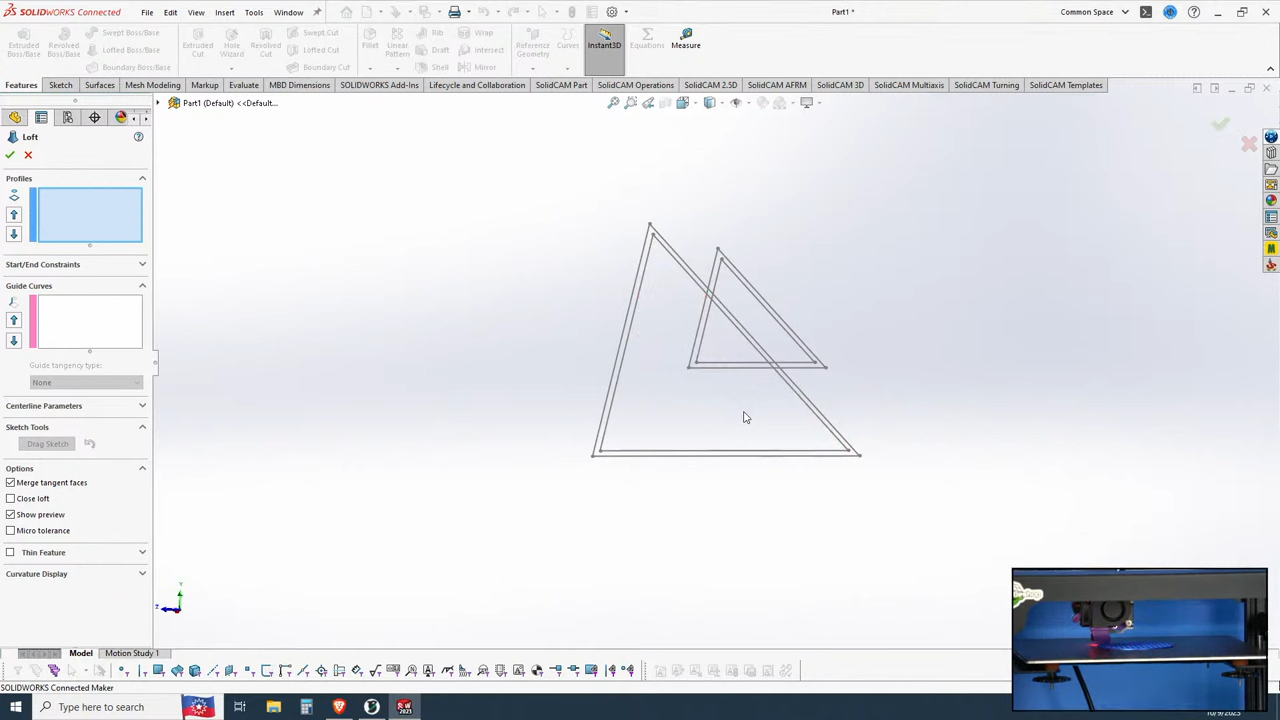 SOLIDWORKS Connected
File Edit View Insert Tools Window
Part1 *
Common Space
Extruded Boss/Base
Revolved Boss/Base
Swept Boss/Base
Lofted Boss/Base
Boundary Boss/Base
Extruded Cut
Hole Wizard
Revolved Cut
Swept Cut
Lofted Cut
Boundary Cut
Fillet
Linear Pattern
Rib
Draft
Shell
Wrap
Intersect
Mirror
Reference Geometry
Curves
Instant3D
Equations
Measure
Features Sketch Surfaces Mesh Modeling Markup Evaluate MBD Dimensions SOLIDWORKS Add-Ins Lifecycle and Collaboration SolidCAM Part SolidCAM Operations SolidCAM 2.5D SolidCAM AFRM SolidCAM 3D SolidCAM Multiaxis SolidCAM Turning SolidCAM Templates
Part1 (Default) <<Default...
Loft
Profiles
Start/End Constraints
Guide Curves
Guide tangency type:
None
Centerline Parameters
Sketch Tools
Drag Sketch
Options
Merge tangent faces
Close loft
Show preview
Micro tolerance
Thin Feature
Curvature Display
Y
Z
Model Motion Study 1
SOLIDWORKS Connected Maker
Type here to search
10/9/2025